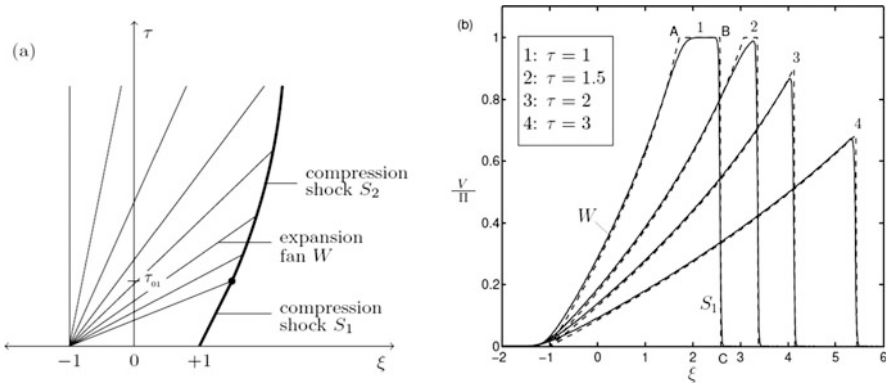 (a)
τ
compression
shock S₂
expansion
fan W
τ₀₁
compression
shock S₁
−1
0
+1
ξ
(b)
1
0.8
0.6
0.4
0.2
0
V
Π
1: τ = 1
2: τ = 1.5
3: τ = 2
4: τ = 3
A
1
B
2
3
4
W
S₁
C
−2
−1
0
1
2
3
4
5
6
ξ